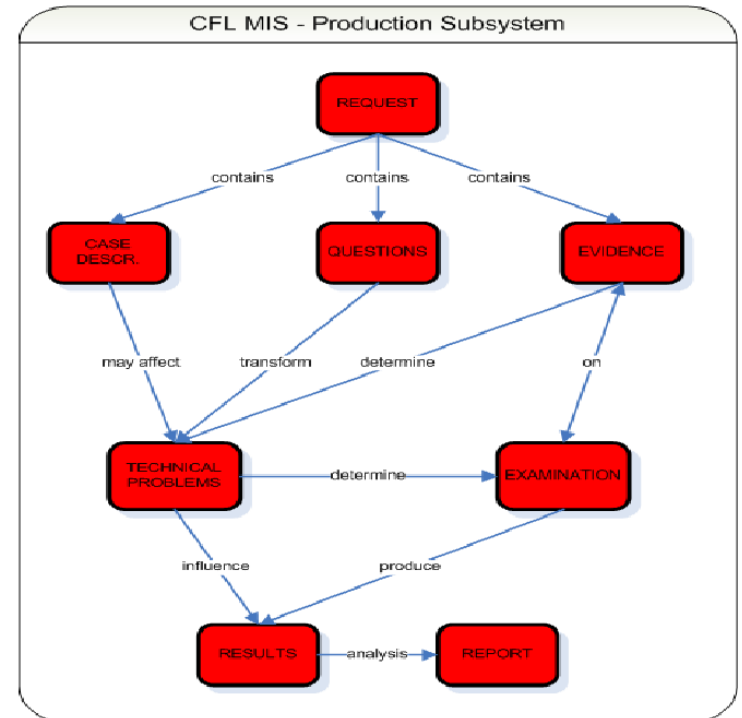 CFL MIS - Production Subsystem
REQUEST
contains
contains
contains
CASE
DESCR.
QUESTIONS
EVIDENCE
may affect
transform
determine
on
TECHNICAL
PROBLEMS
determine
EXAMINATION
influence
produce
RESULTS
analysis
REPORT